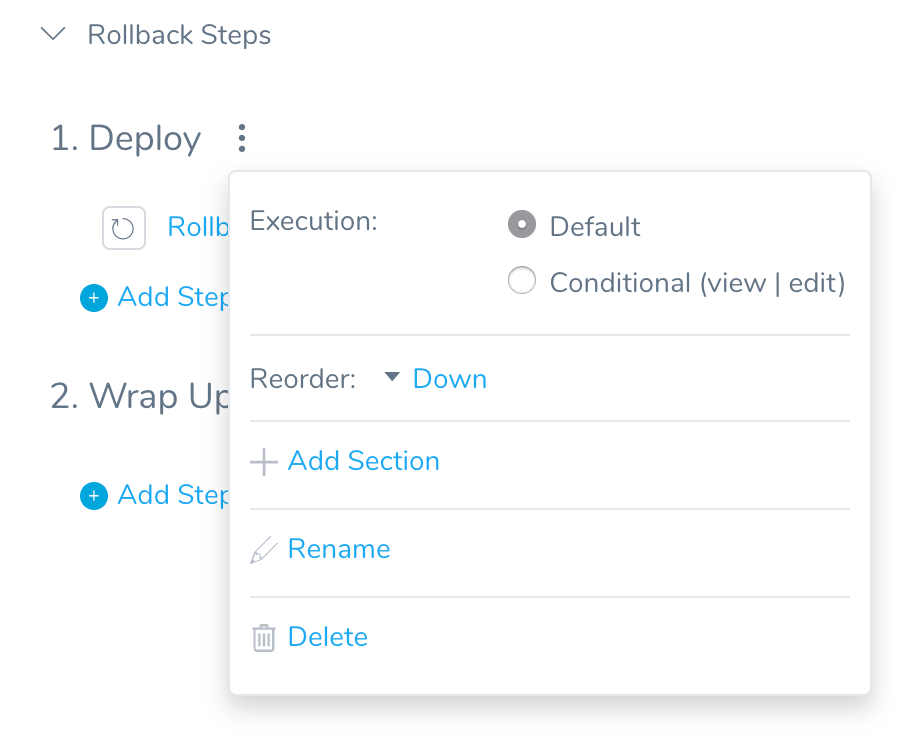 Rollback Steps
1. Deploy
Execution:
Default
Conditional (view | edit)
Rollb
Add Step
Reorder: Down
2. Wrap Up
Add Section
Add Step
Rename
Delete